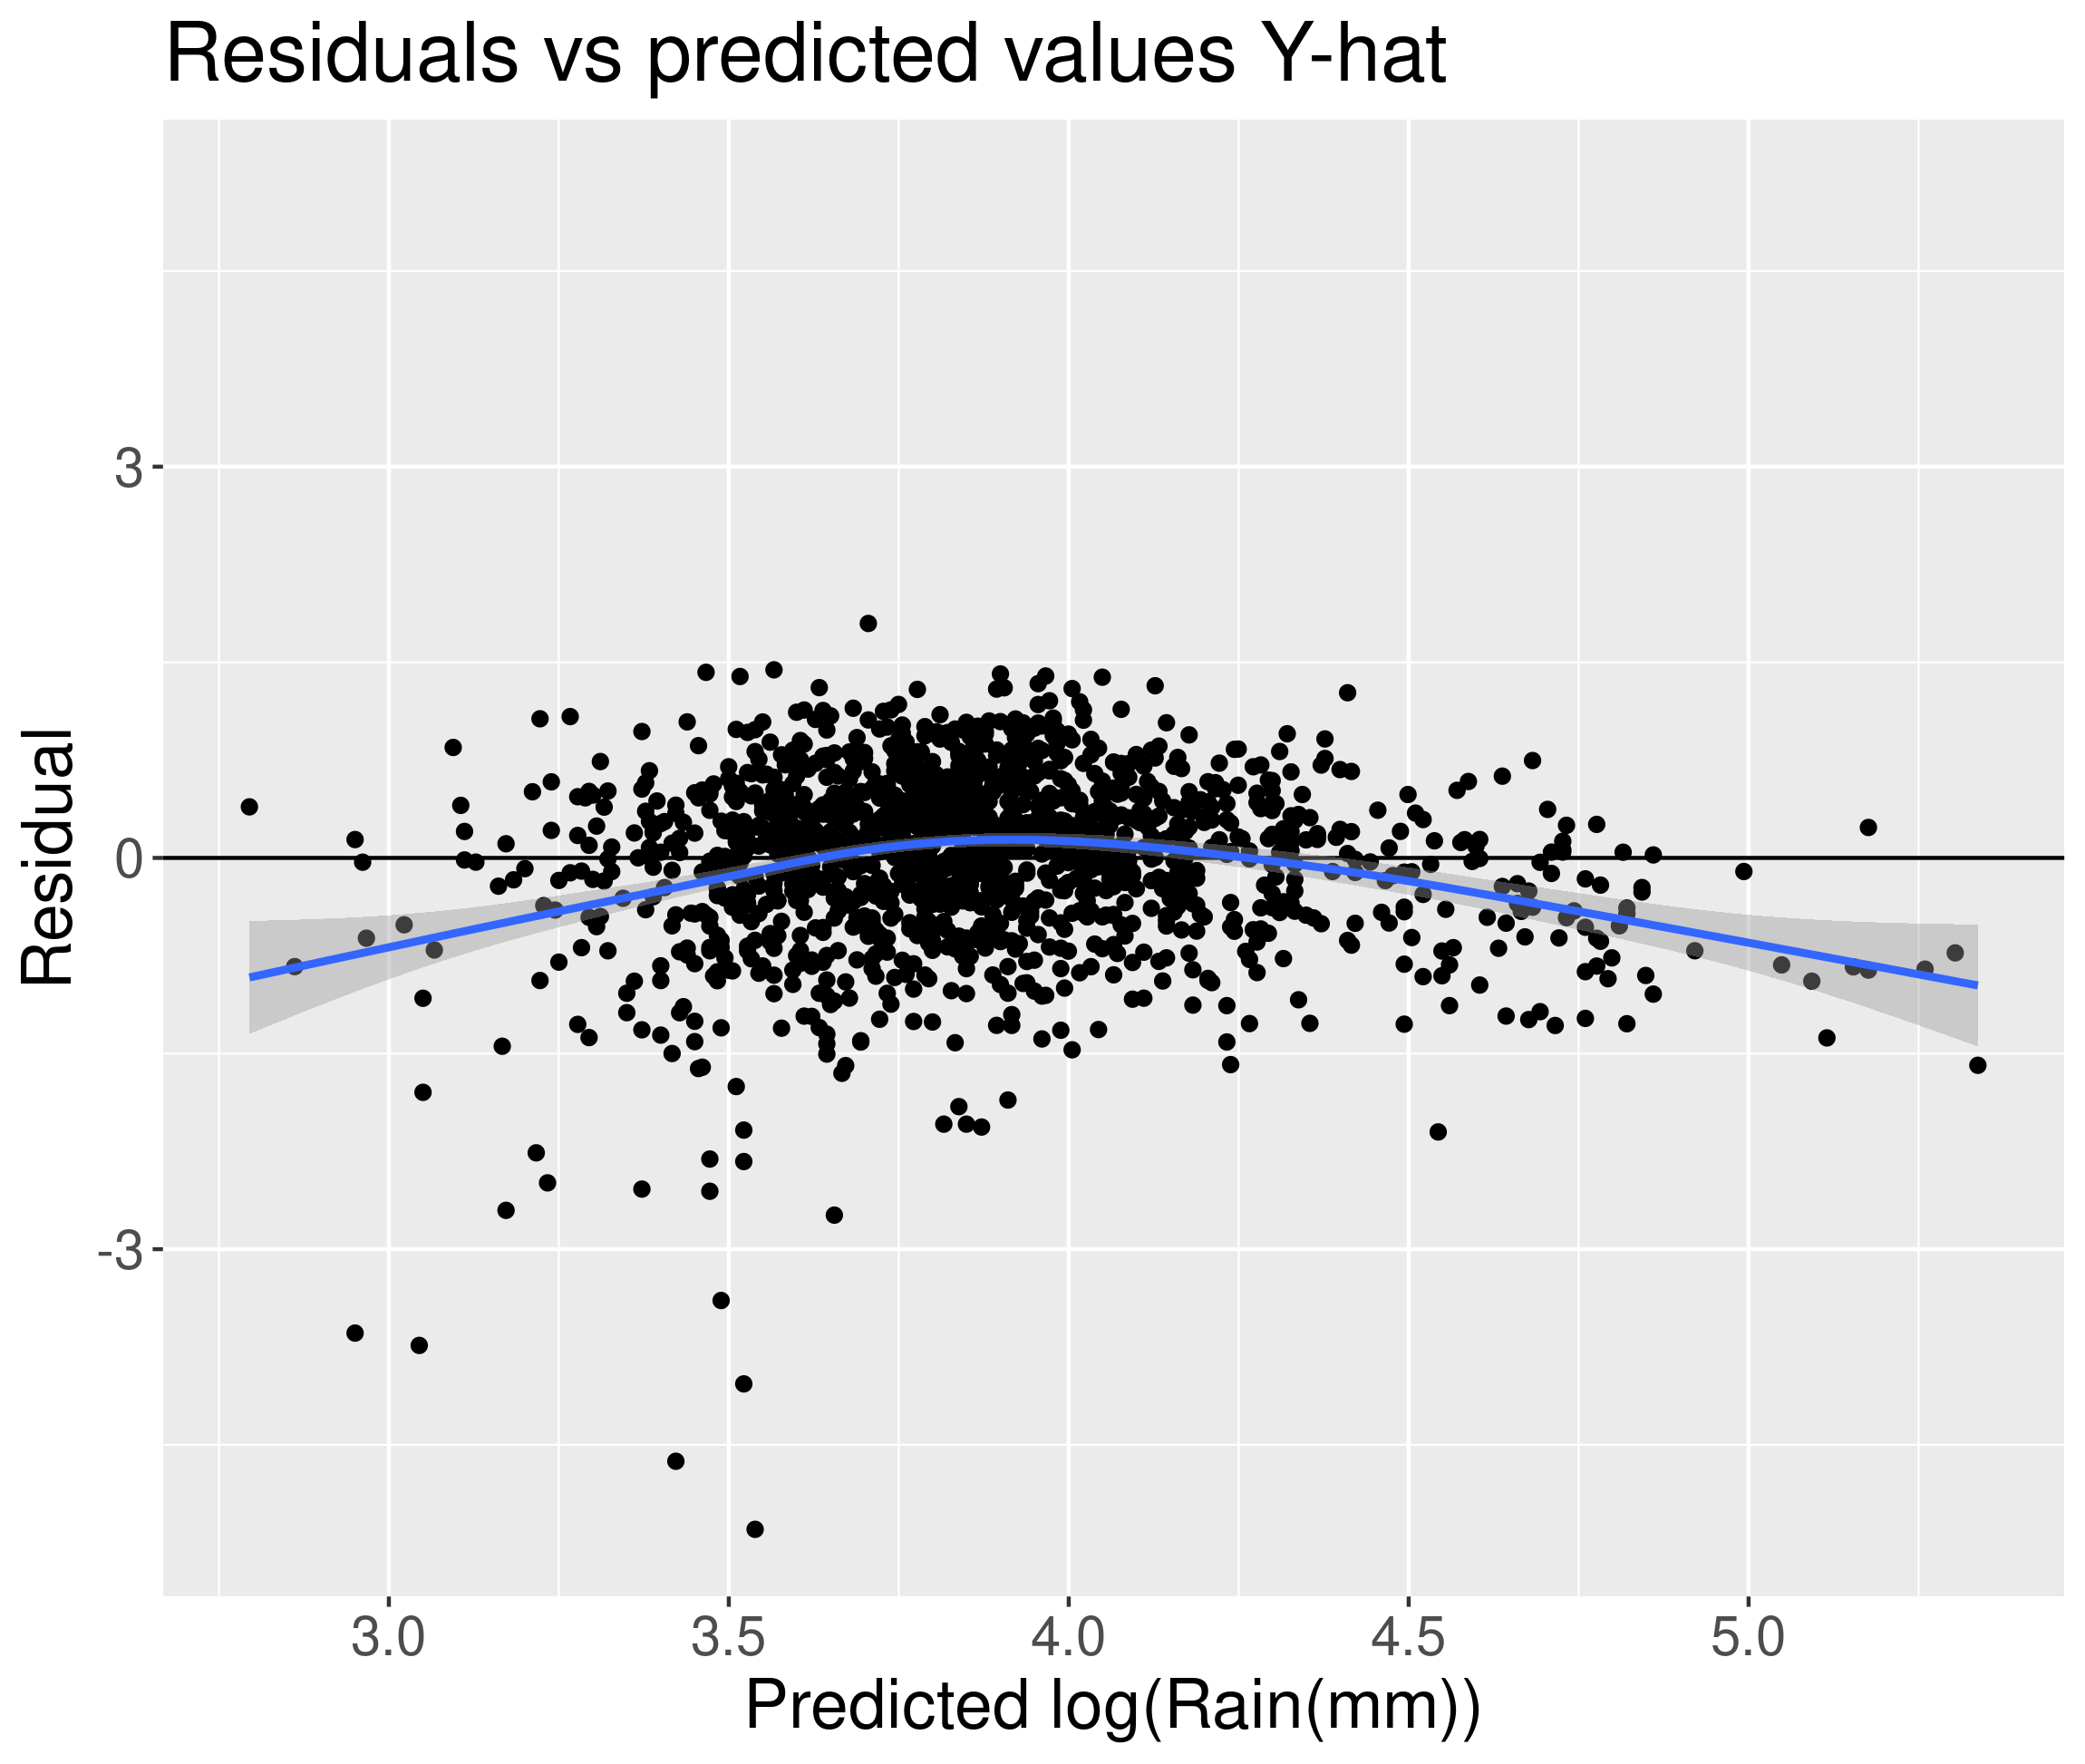 Residuals vs predicted values Y-hat
Residual
3
0
-3
3.0 3.5 4.0 4.5 5.0
Predicted log(Rain(mm))